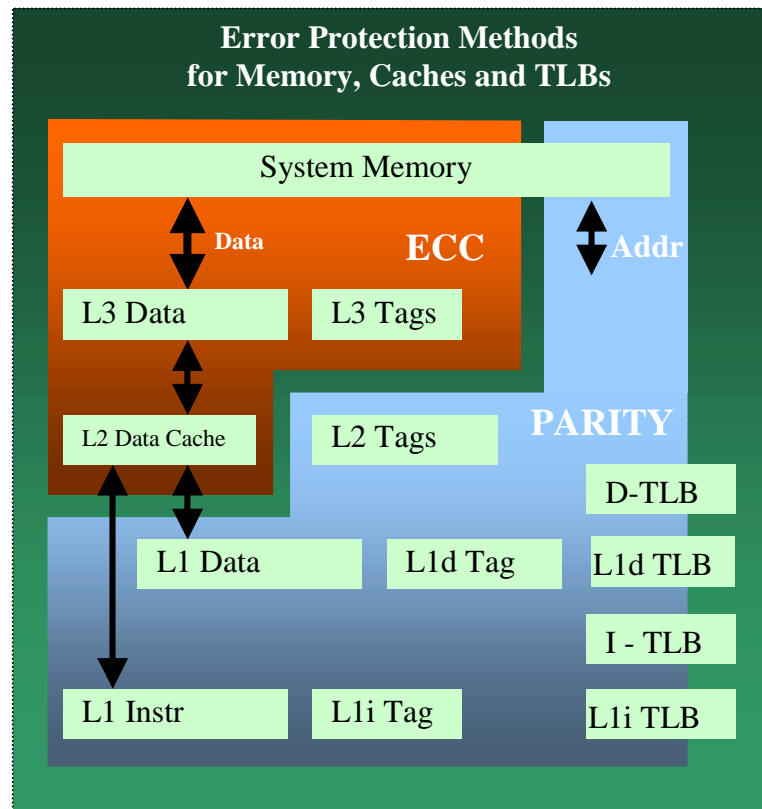 Error Protection Methods
for Memory, Caches and TLBs
System Memory
Data
ECC
Addr
L3 Data
L3 Tags
L2 Data Cache
L2 Tags
PARITY
D-TLB
L1 Data
L1d Tag
L1d TLB
I - TLB
L1 Instr
L1i Tag
L1i TLB